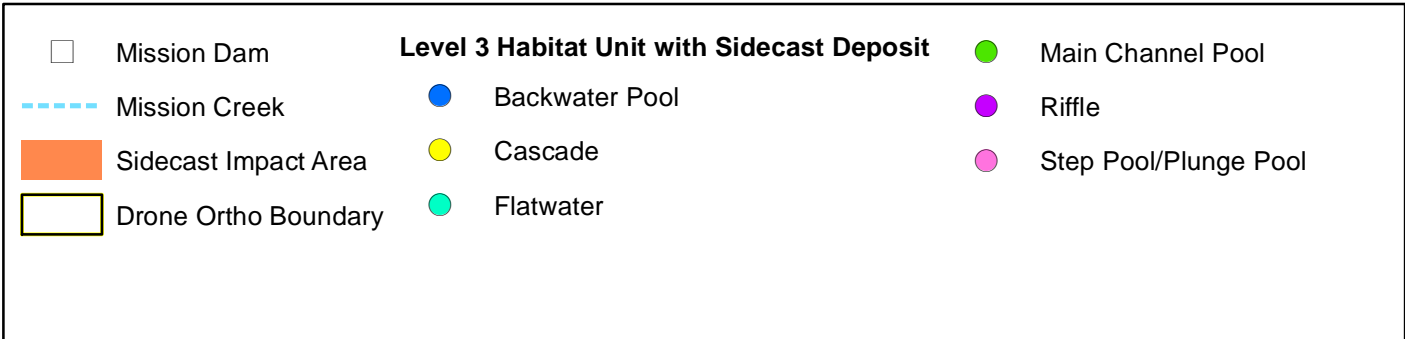 Mission Dam
Mission Creek
Sidecast Impact Area
Drone Ortho Boundary
Level 3 Habitat Unit with Sidecast Deposit
Backwater Pool
Cascade
Flatwater
Main Channel Pool
Riffle
Step Pool/Plunge Pool